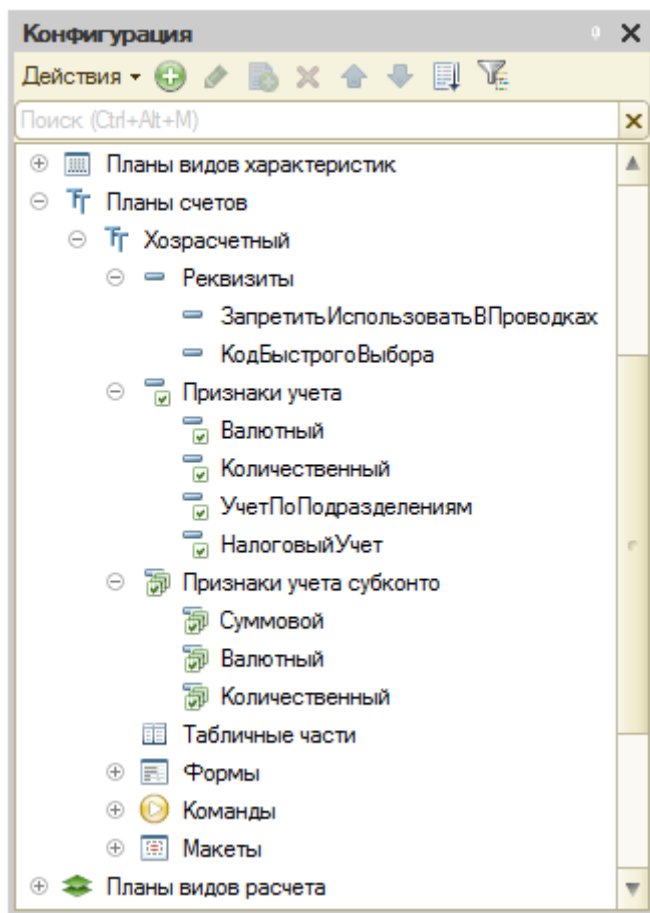 Конфигурация
Действия
Поиск (Ctrl+Alt+M)
Планы видов характеристик
Планы счетов
Хозрасчетный
Реквизиты
ЗапретитьИспользоватьВПроводках
КодБыстрогоВыбора
Признаки учета
Валютный
Количественный
УчетПоПодразделениям
НалоговыйУчет
Признаки учета субконто
Суммовой
Валютный
Количественный
Табличные части
Формы
Команды
Макеты
Планы видов расчета